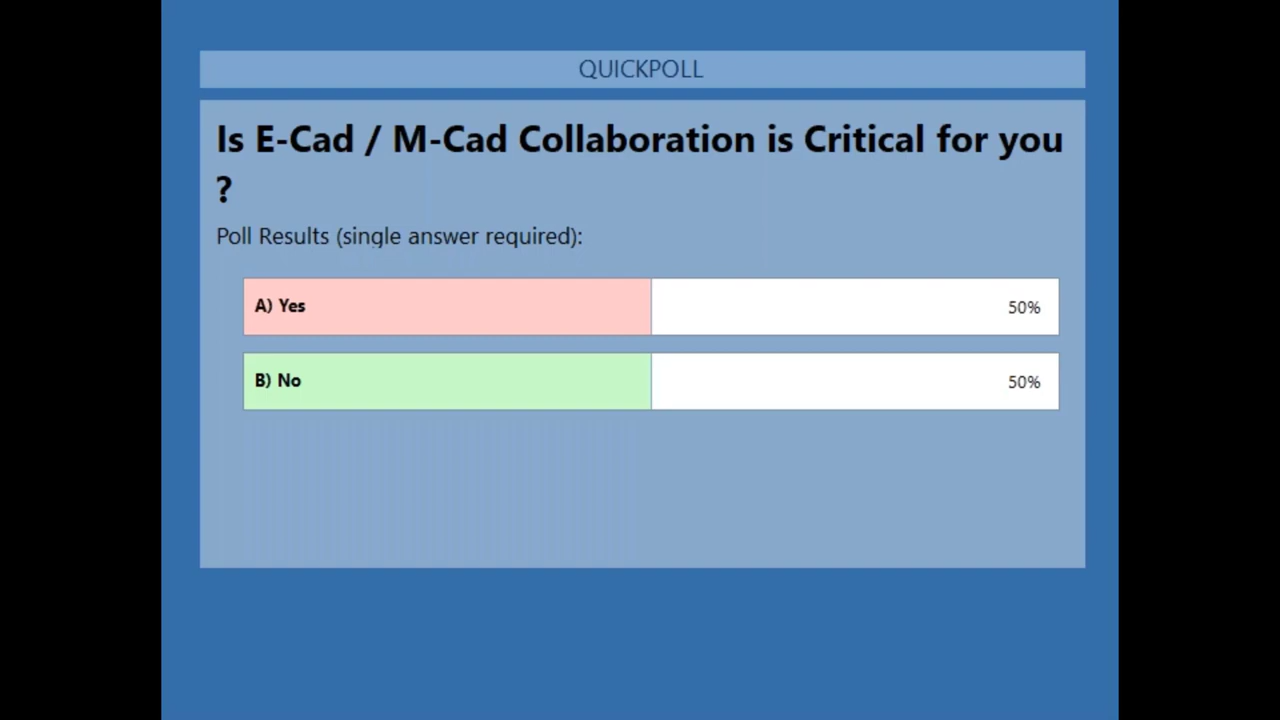 QUICKPOLL
Is E-Cad / M-Cad Collaboration is Critical for you
?
Poll Results (single answer required):
A) Yes 50%
B) No 50%